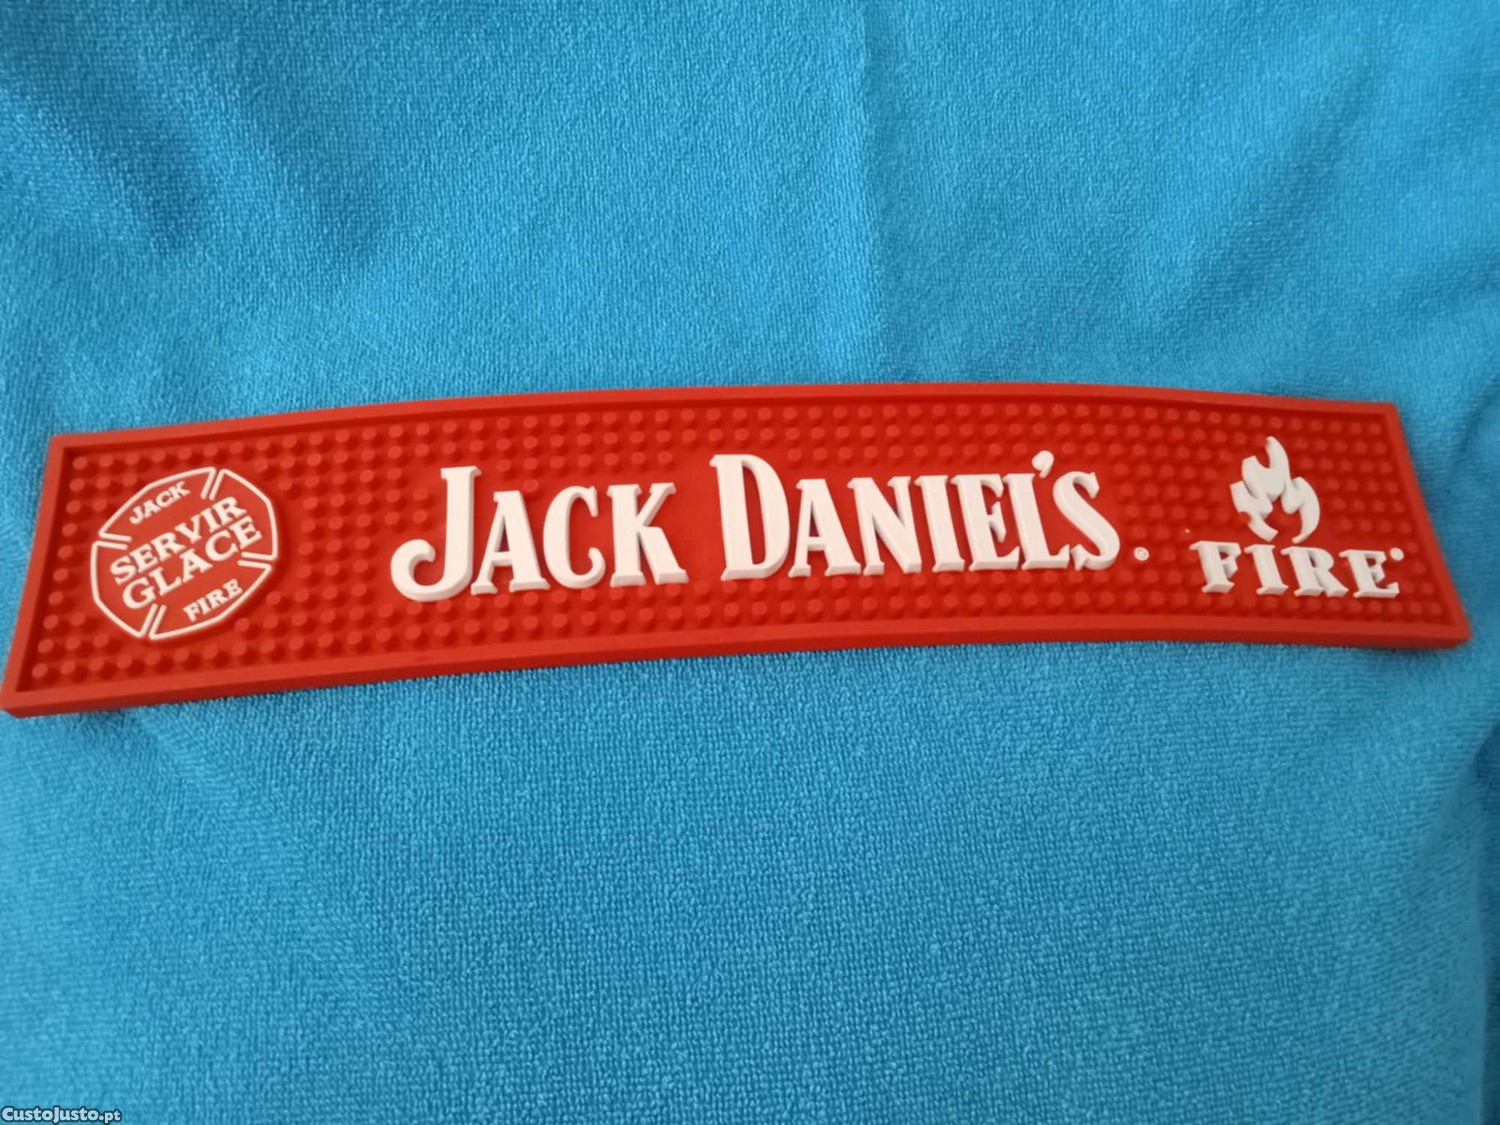 JACK
SERVIR
GLACE
FIRE
JACK DANIEL'S®
FIRE
CustoJusto.pt